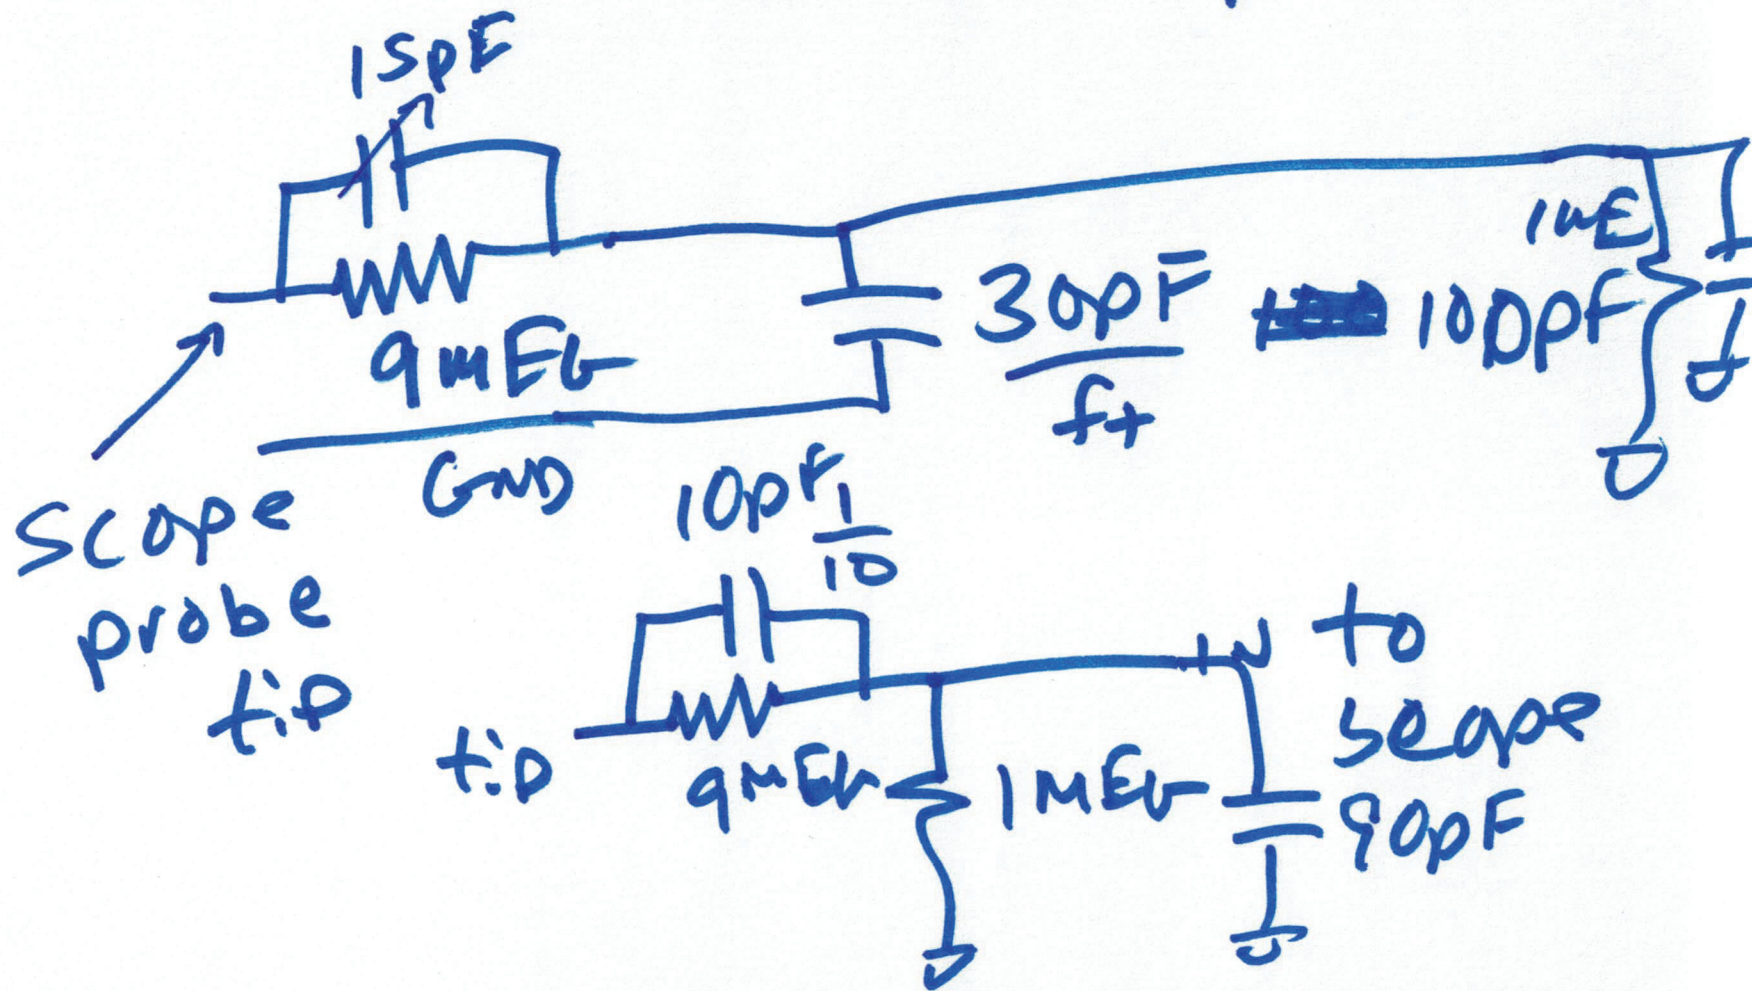 15pF
1ME
30pF
ft
100pF
9MEG
GND
scope
probe
tip
10pF 1
10
to
scope
tip
9MEG
1MEG
90pF